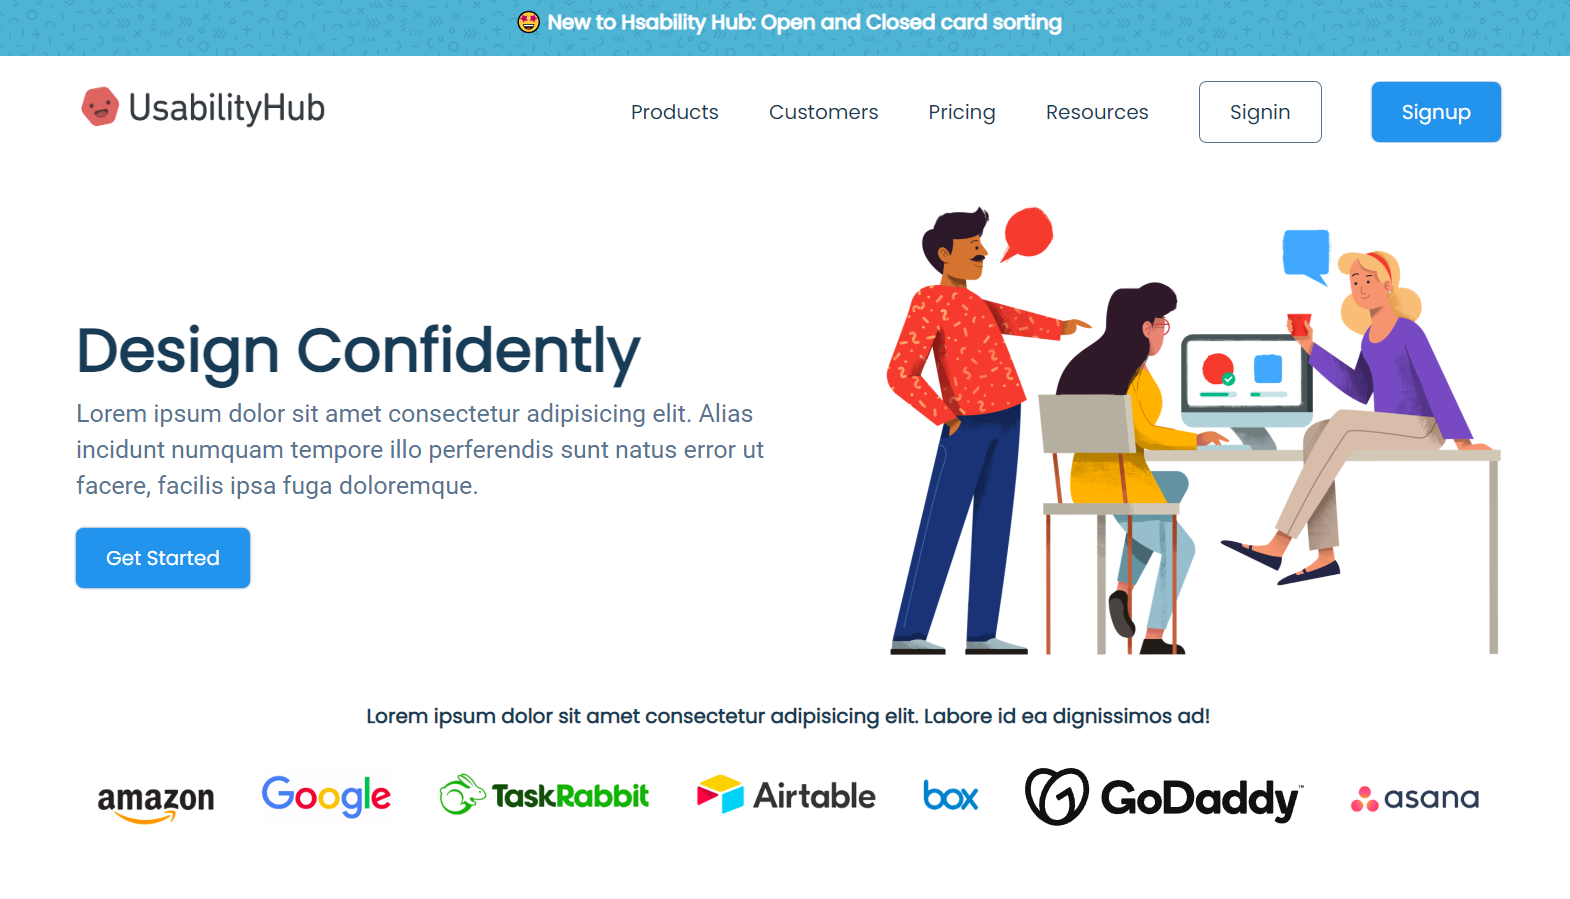 🤩 New to Hsability Hub: Open and Closed card sorting
UsabilityHub
Products Customers Pricing Resources Signin Signup
Design Confidently
Lorem ipsum dolor sit amet consectetur adipisicing elit. Alias
incidunt numquam tempore illo perferendis sunt natus error ut
facere, facilis ipsa fuga doloremque.
Get Started
Lorem ipsum dolor sit amet consectetur adipisicing elit. Labore id ea dignissimos ad!
amazon Google TaskRabbit Airtable box GoDaddy™ asana